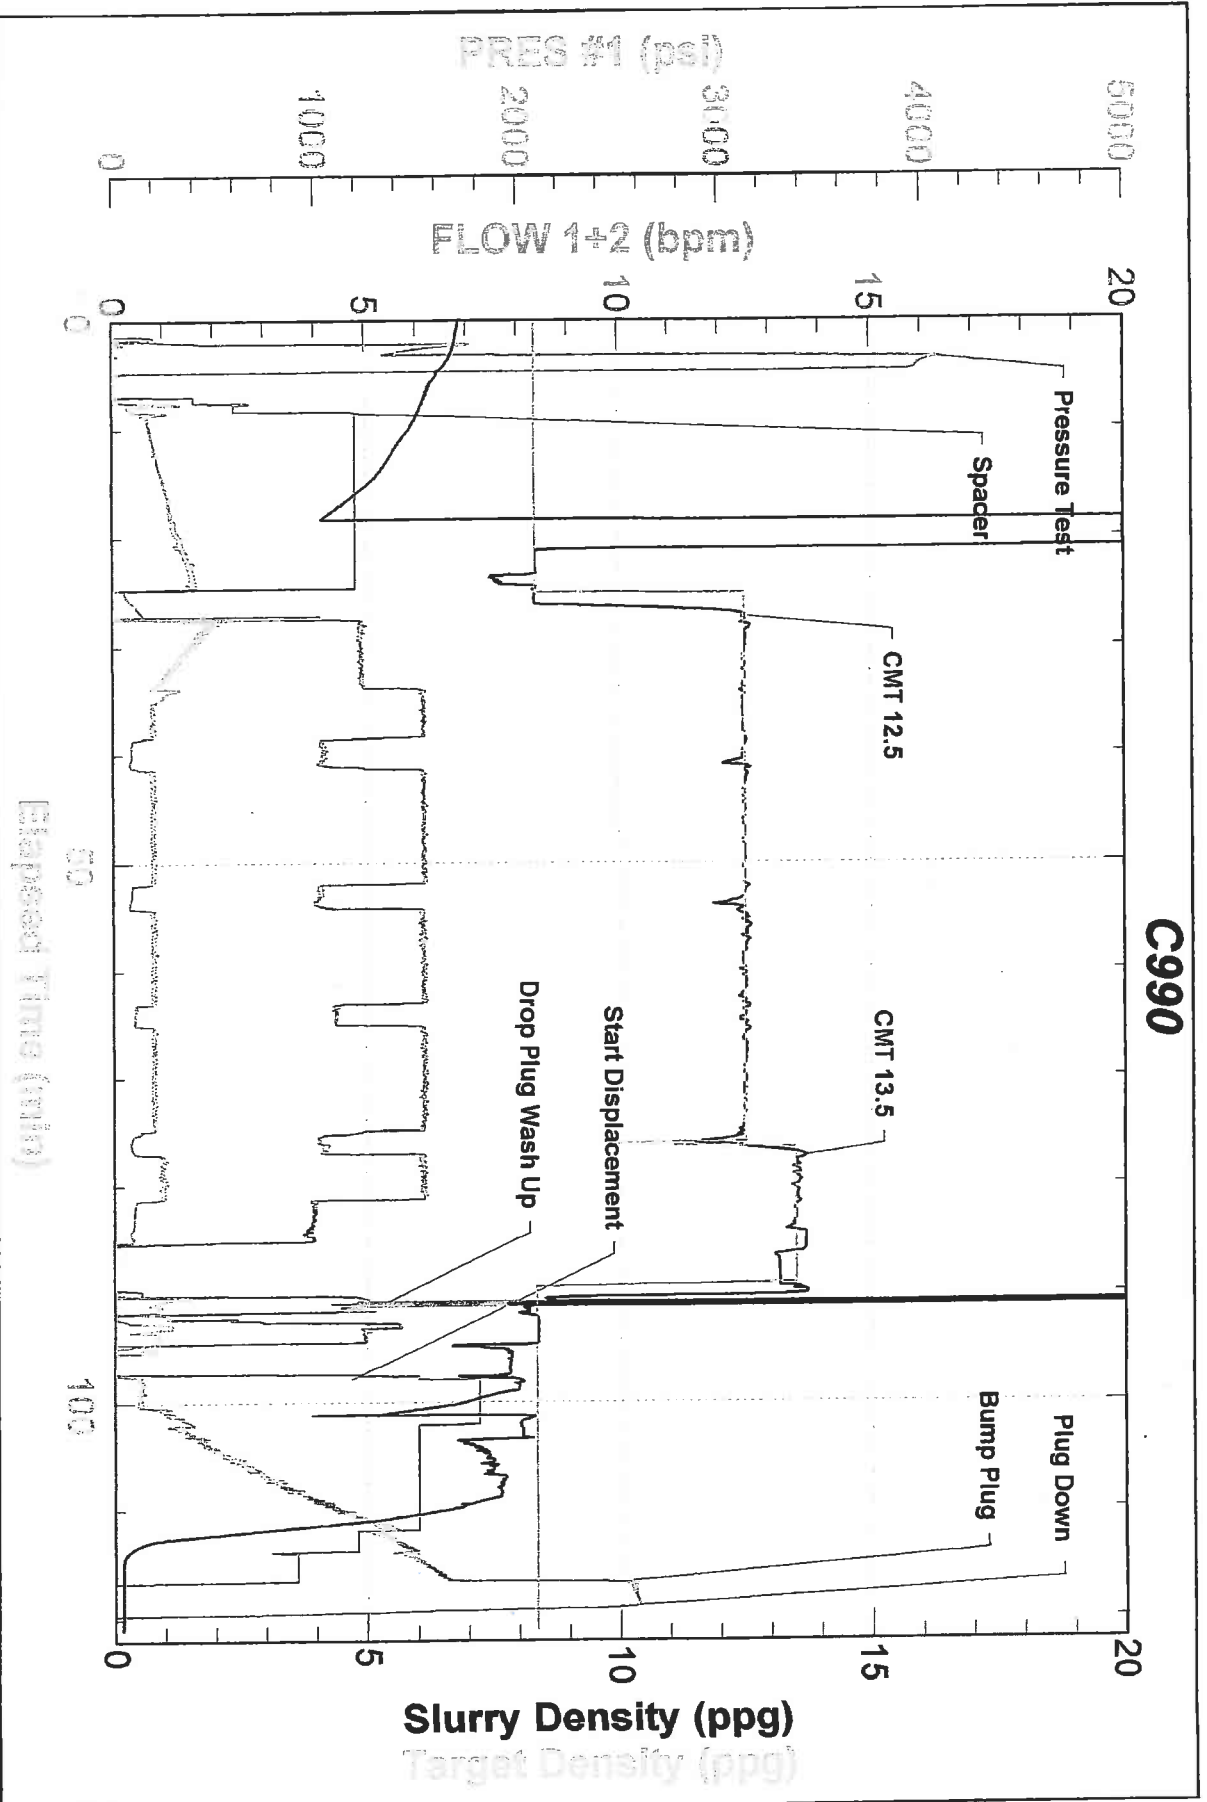 C990
PRES #1 (psi)
5000
4000
3000
2000
1000
0
FLOW 1+2 (bpm)
20
15
10
5
0
Pressure Test
Spacer
CMT 12.5
CMT 13.5
Start Displacement
Drop Plug Wash Up
Plug Down
Bump Plug
20
15
10
5
0
Slurry Density (ppg)
Target Density (ppg)
0
50
100
Elapsed Time (min)